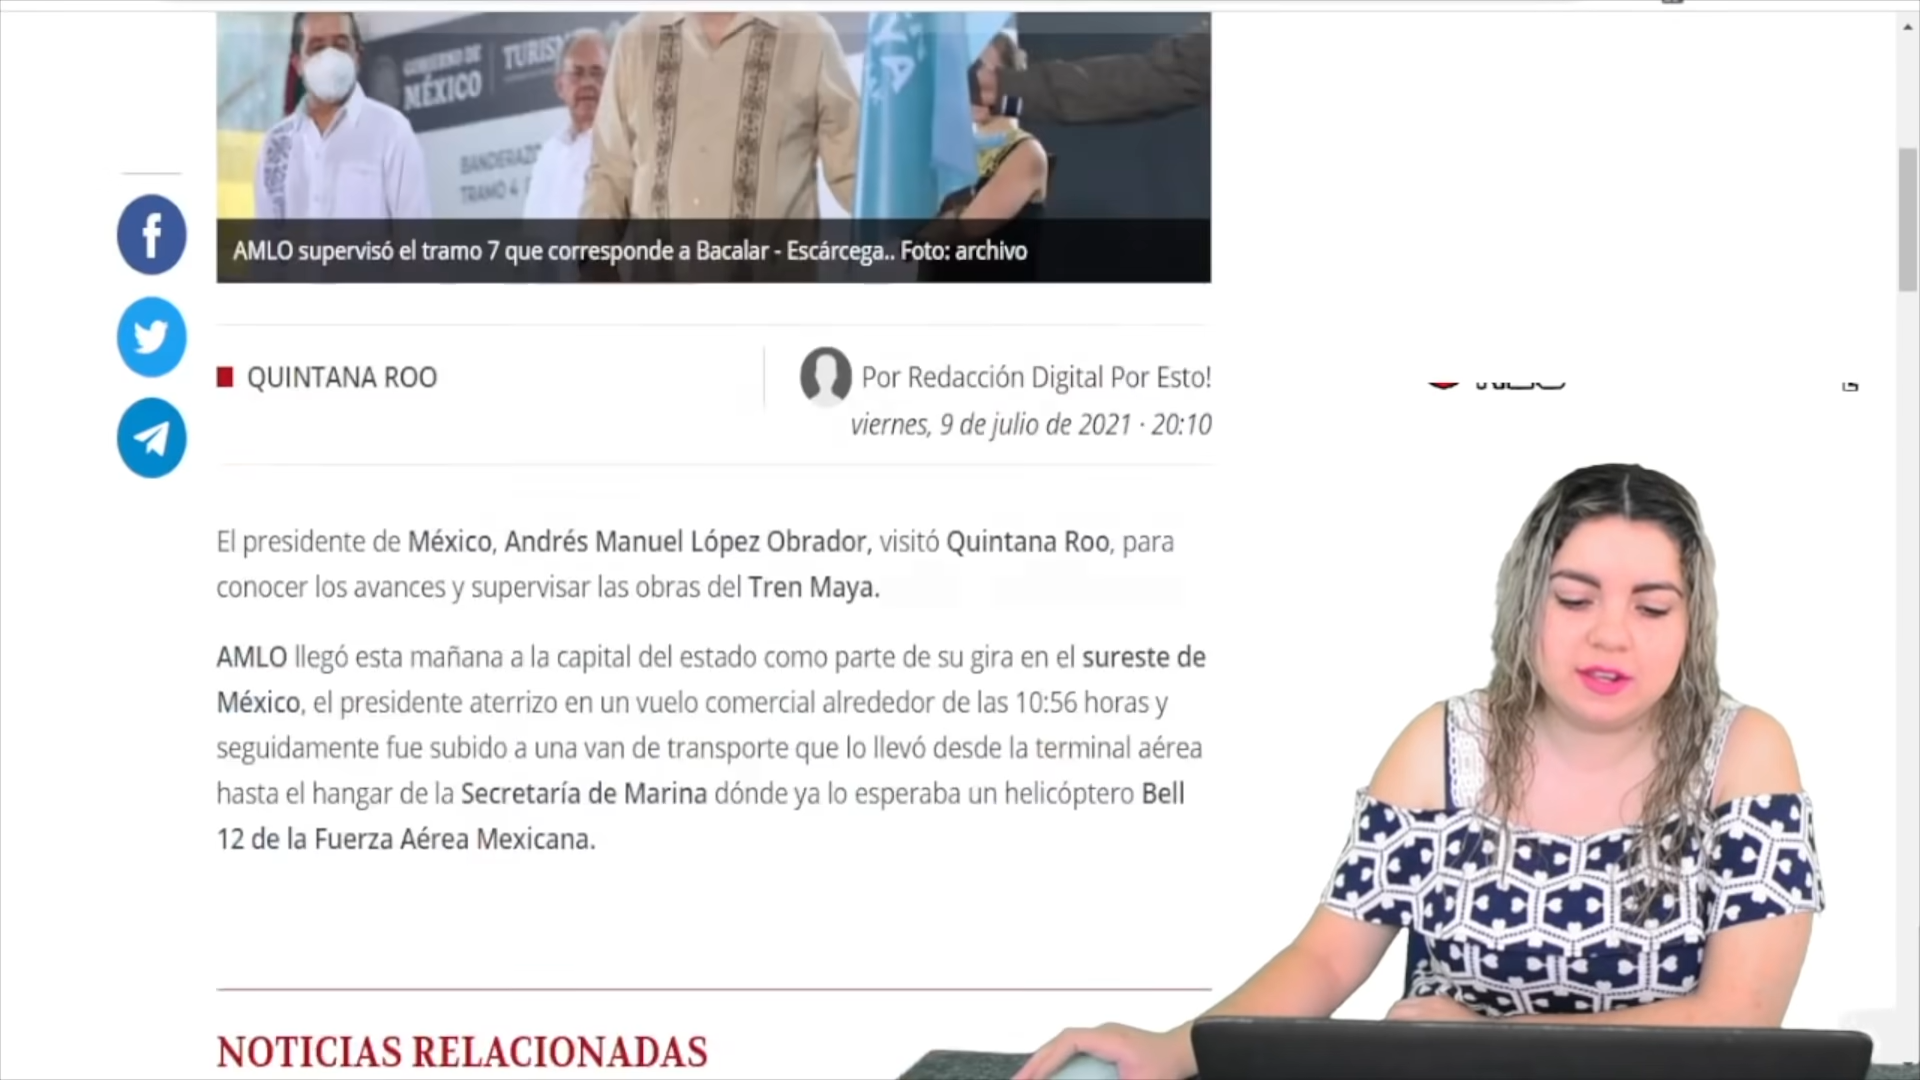 GOBIERNO DE
MÉXICO
TURISM
BANDERAZO
TRAMO 4
NA
AMLO supervisó el tramo 7 que corresponde a Bacalar - Escárcega.. Foto: archivo
QUINTANA ROO
Por Redacción Digital Por Esto!
viernes, 9 de julio de 2021 · 20:10
El presidente de México, Andrés Manuel López Obrador, visitó Quintana Roo, para
conocer los avances y supervisar las obras del Tren Maya.
AMLO llegó esta mañana a la capital del estado como parte de su gira en el sureste de
México, el presidente aterrizo en un vuelo comercial alrededor de las 10:56 horas y
seguidamente fue subido a una van de transporte que lo llevó desde la terminal aérea
hasta el hangar de la Secretaría de Marina dónde ya lo esperaba un helicóptero Bell
12 de la Fuerza Aérea Mexicana.
NOTICIAS RELACIONADAS